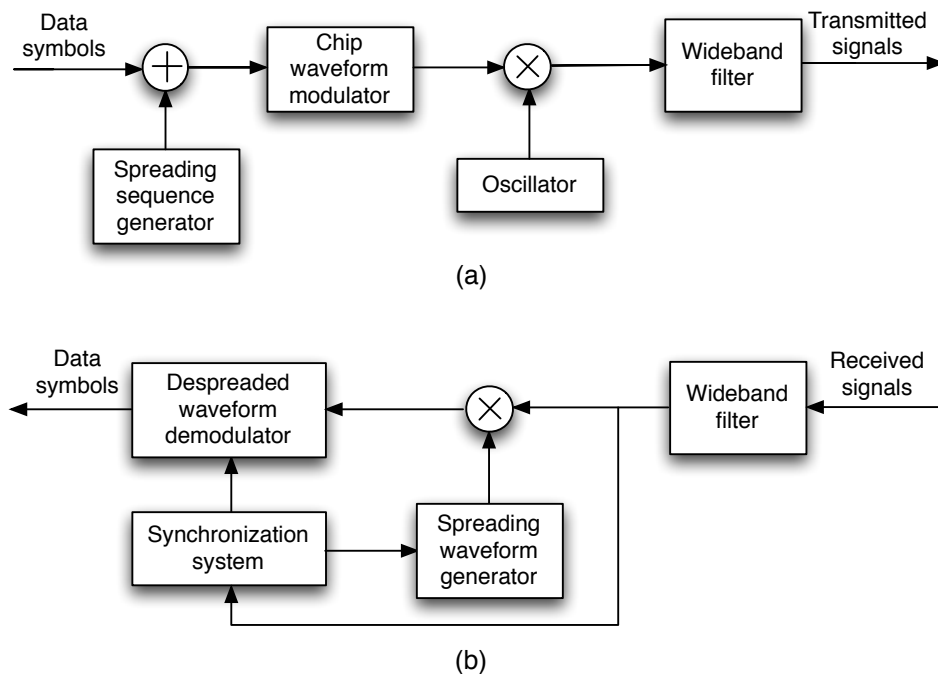 Data
symbols
Chip
waveform
modulator
Wideband
filter
Transmitted
signals
Spreading
sequence
generator
Oscillator
(a)
Data
symbols
Despreaded
waveform
demodulator
Wideband
filter
Received
signals
Synchronization
system
Spreading
waveform
generator
(b)